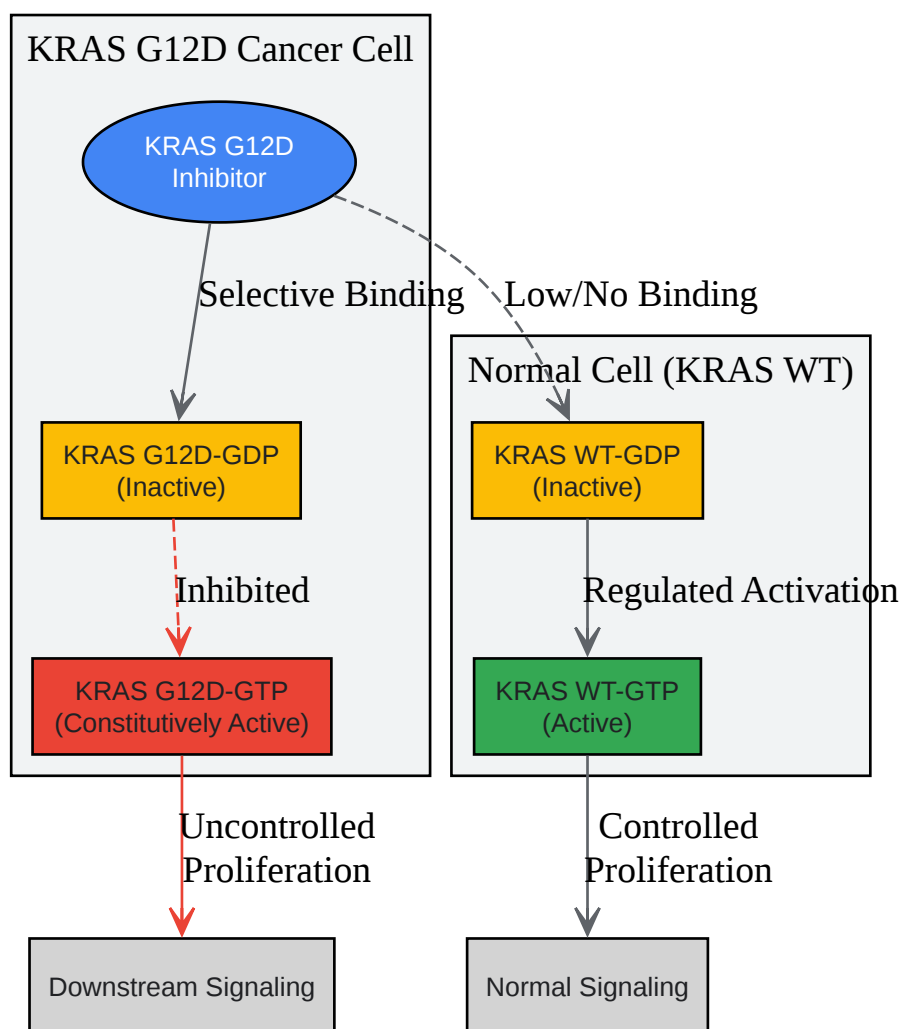 KRAS G12D Cancer Cell
KRAS G12D
Inhibitor
Selective Binding
Low/No Binding
Normal Cell (KRAS WT)
KRAS G12D-GDP
(Inactive)
KRAS WT-GDP
(Inactive)
Inhibited
Regulated Activation
KRAS G12D-GTP
(Constitutively Active)
KRAS WT-GTP
(Active)
Uncontrolled
Proliferation
Controlled
Proliferation
Downstream Signaling
Normal Signaling